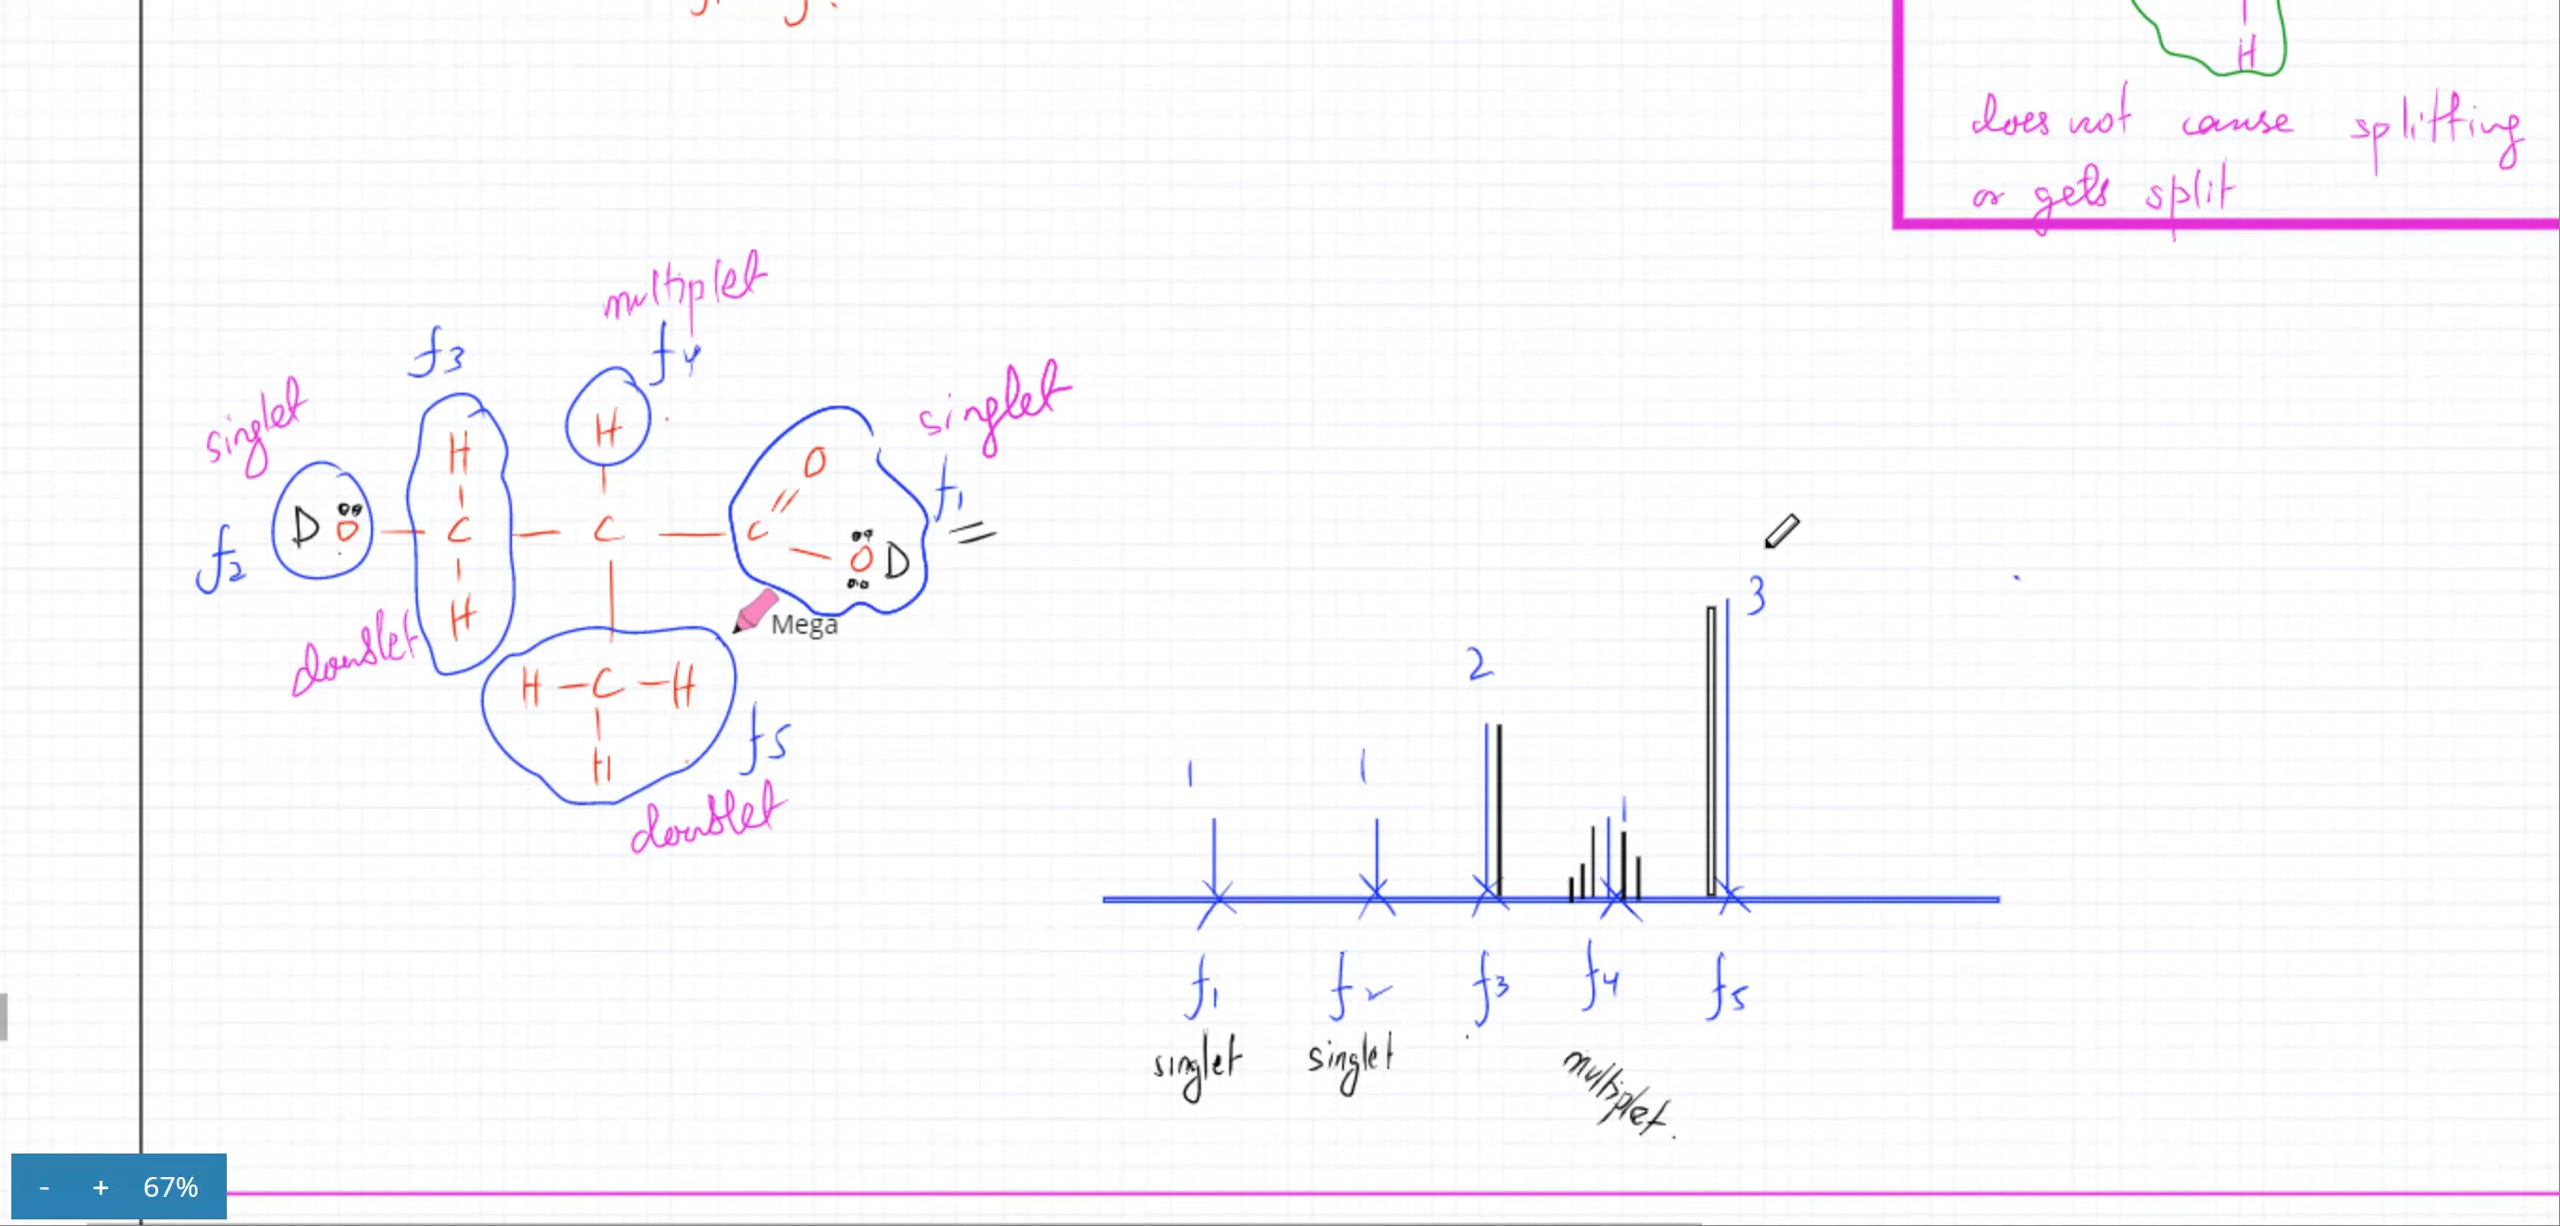 H
does not cause splitting
or gets split
multiplet
f3
f4
singlet
singlet
H
H
O
f1
D O
C
C
C
O D
f2
H
doublet
Mega
H - C - H
f5
H
doublet
3
2
1
1
1
f1
f2
f3
f4
f5
singlet
singlet
multiplet.
- + 67%